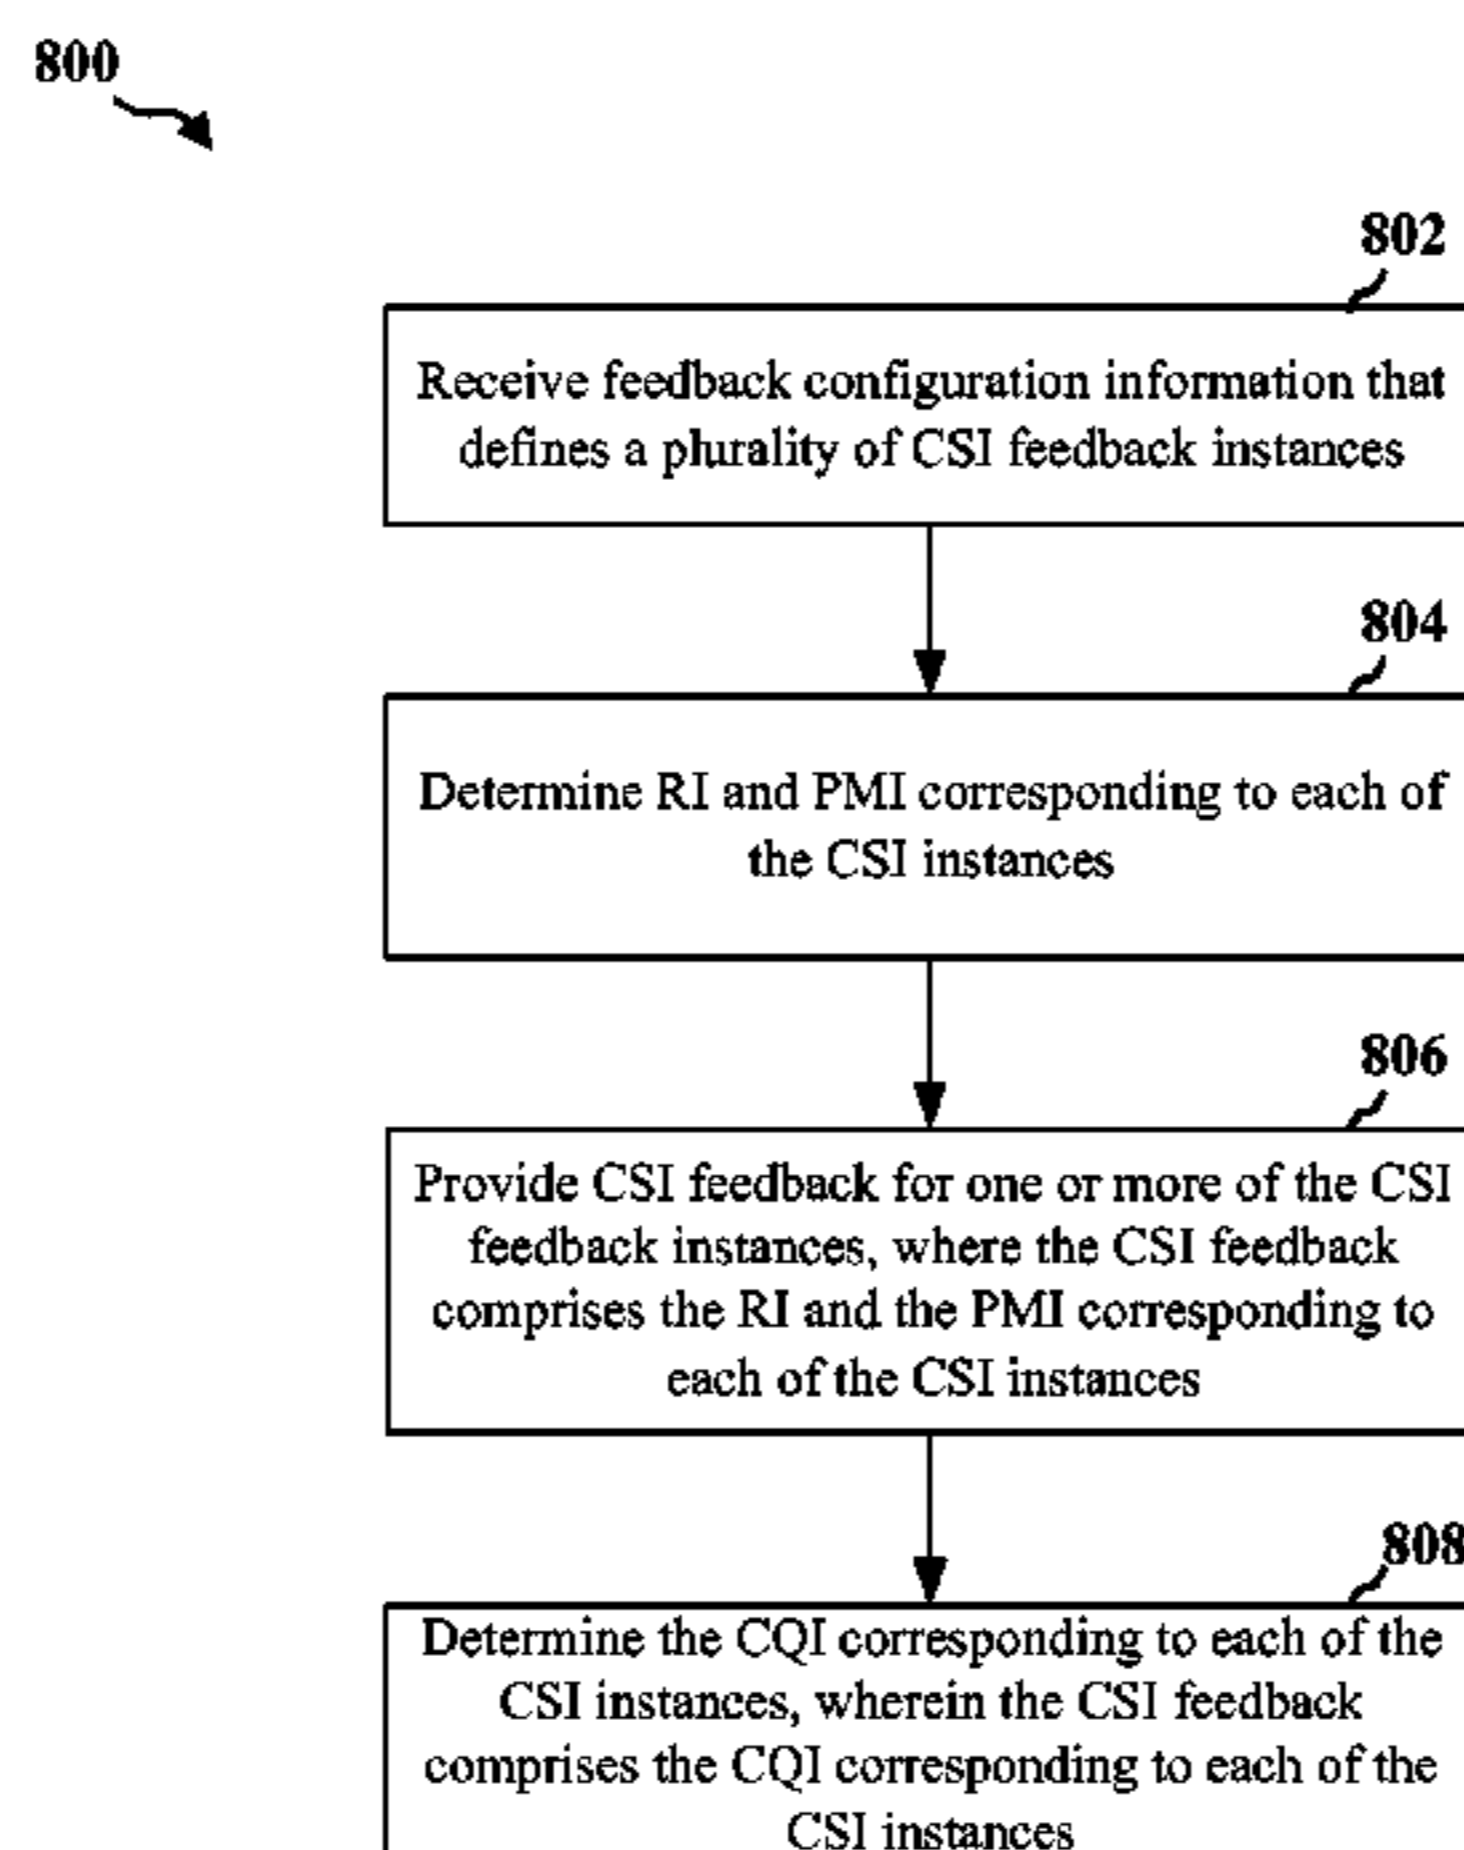 800
802
Receive feedback configuration information that
defines a plurality of CSI feedback instances
804
Determine RI and PMI corresponding to each of
the CSI instances
806
Provide CSI feedback for one or more of the CSI
feedback instances, where the CSI feedback
comprises the RI and the PMI corresponding to
each of the CSI instances
808
Determine the CQI corresponding to each of the
CSI instances, wherein the CSI feedback
comprises the CQI corresponding to each of the
CSI instances